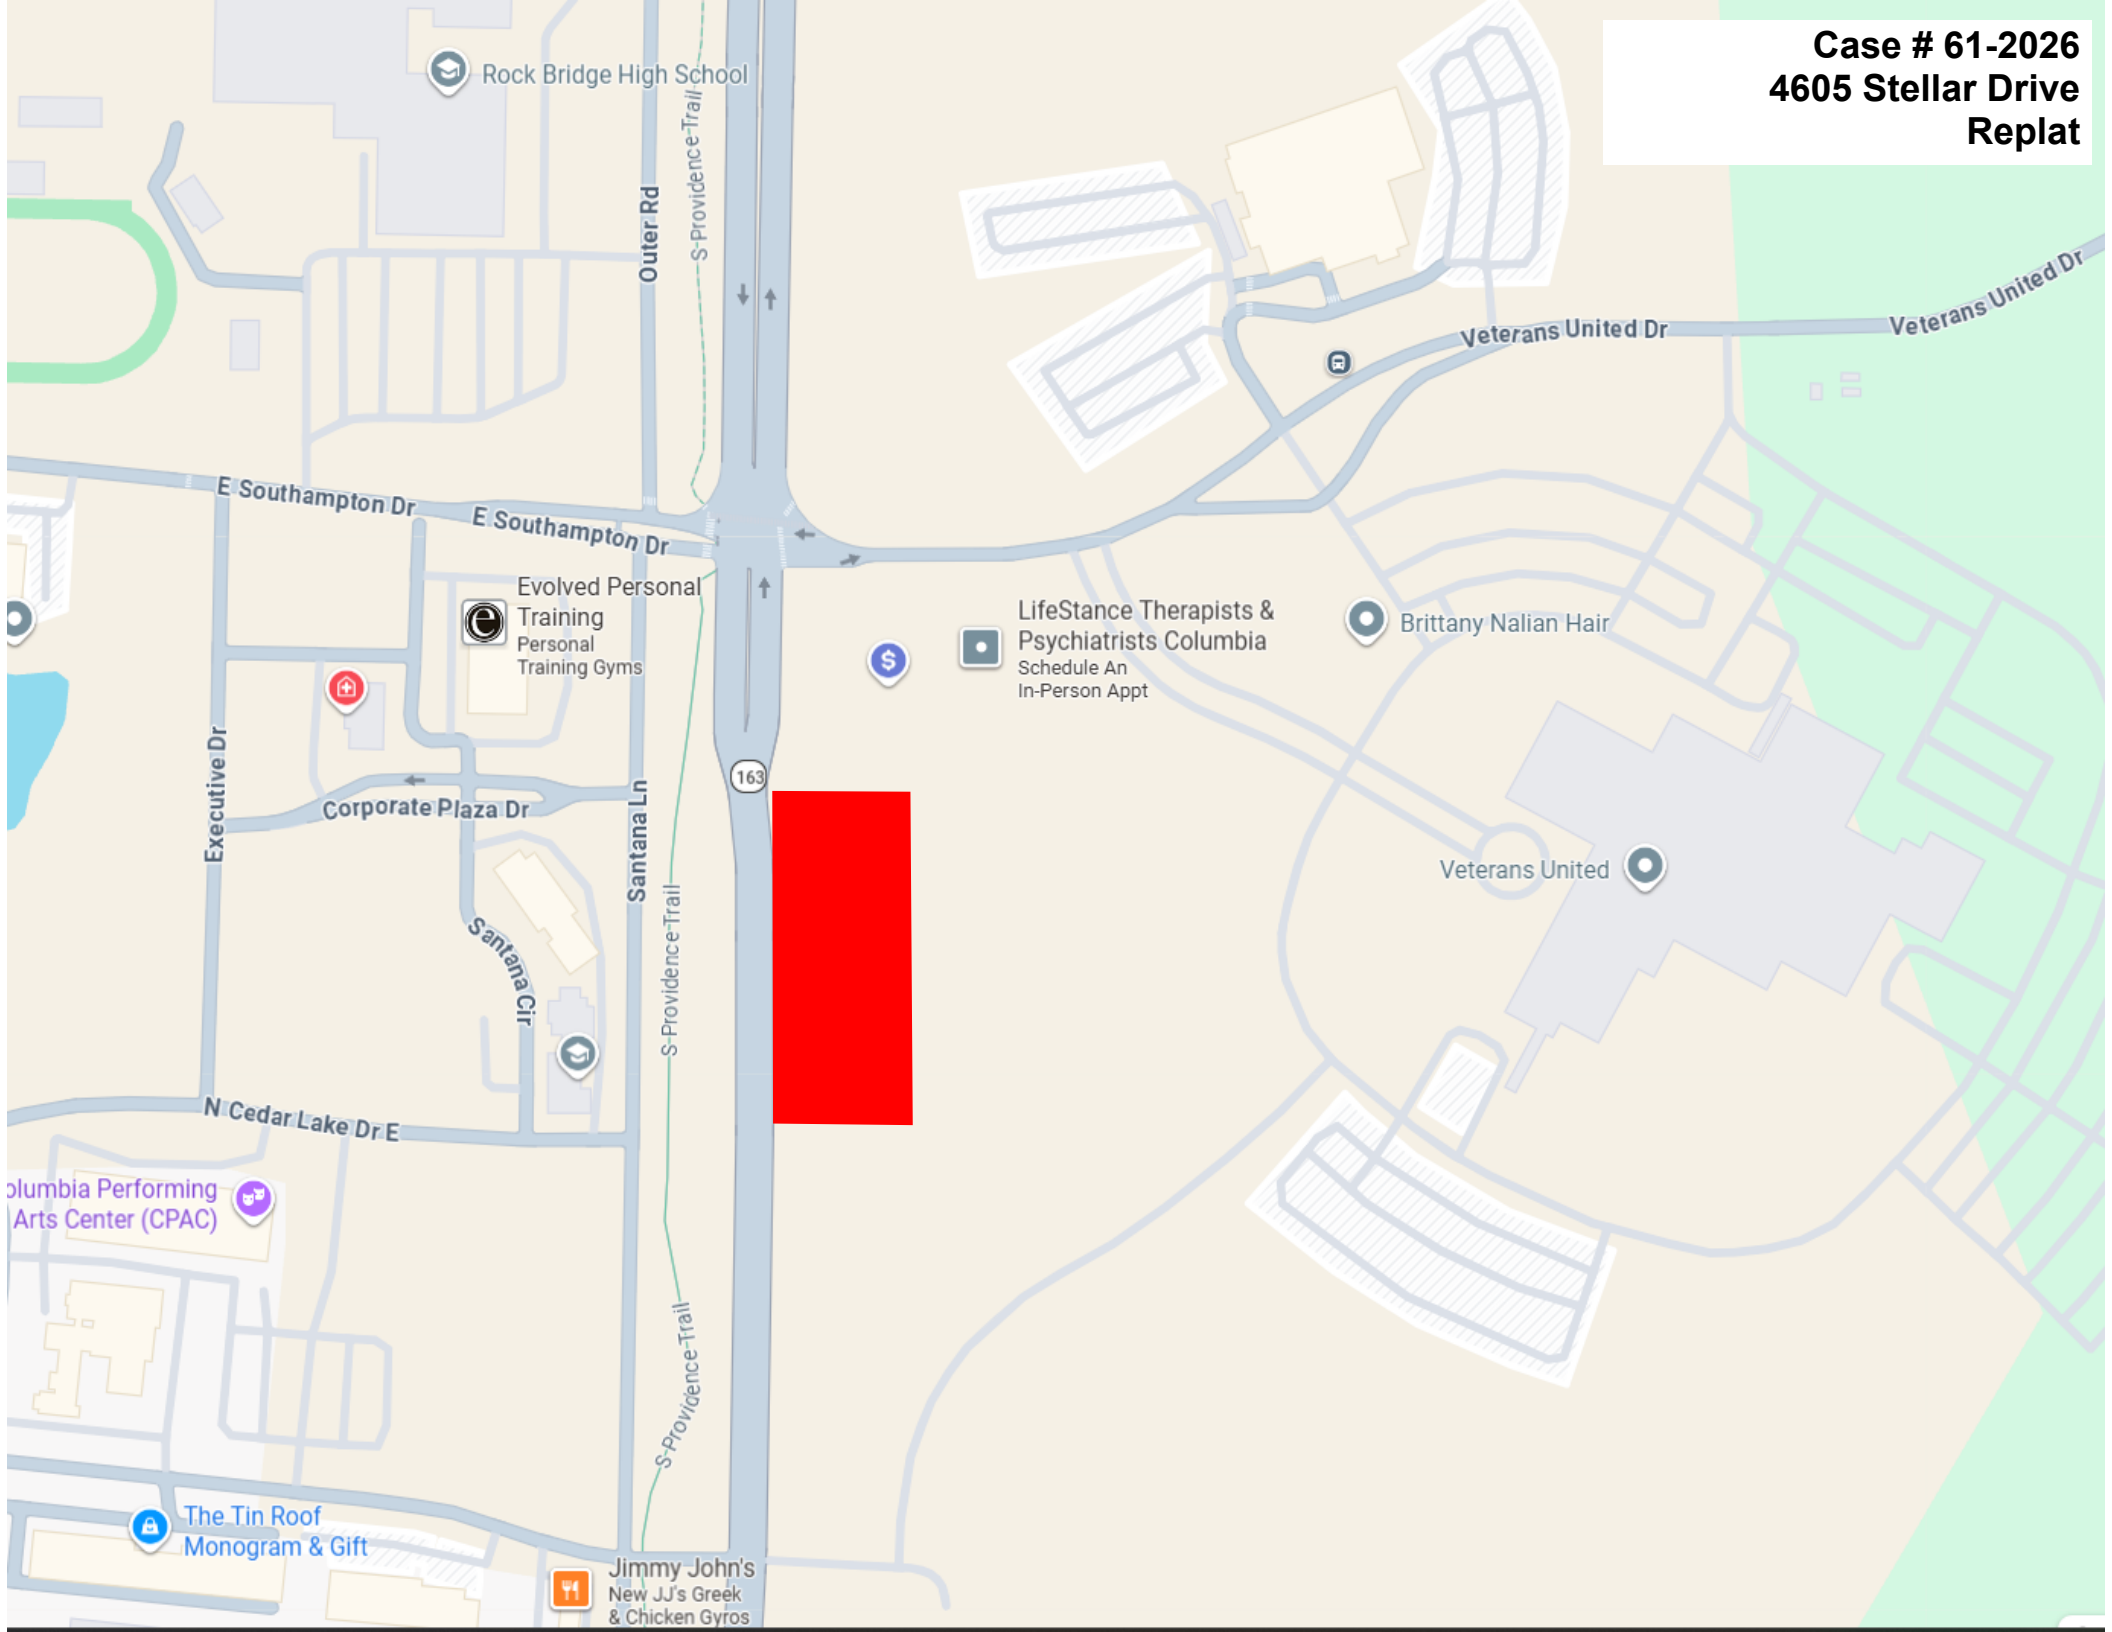 Case # 61-2026
4605 Stellar Drive
Replat
Rock Bridge High School
Outer Rd
S Providence Trail
Veterans United Dr
Veterans United Dr
E Southampton Dr
E Southampton Dr
Evolved Personal
Training
Personal
Training Gyms
LifeStance Therapists &
Psychiatrists Columbia
Schedule An
In-Person Appt
Brittany Nalian Hair
163
Executive Dr
Corporate Plaza Dr
Santana Ln
Veterans United
S Providence Trail
Santana Cir
N Cedar Lake Dr E
olumbia Performing
Arts Center (CPAC)
S Providence Trail
The Tin Roof
Monogram & Gift
Jimmy John's
New JJ's Greek
& Chicken Gyros